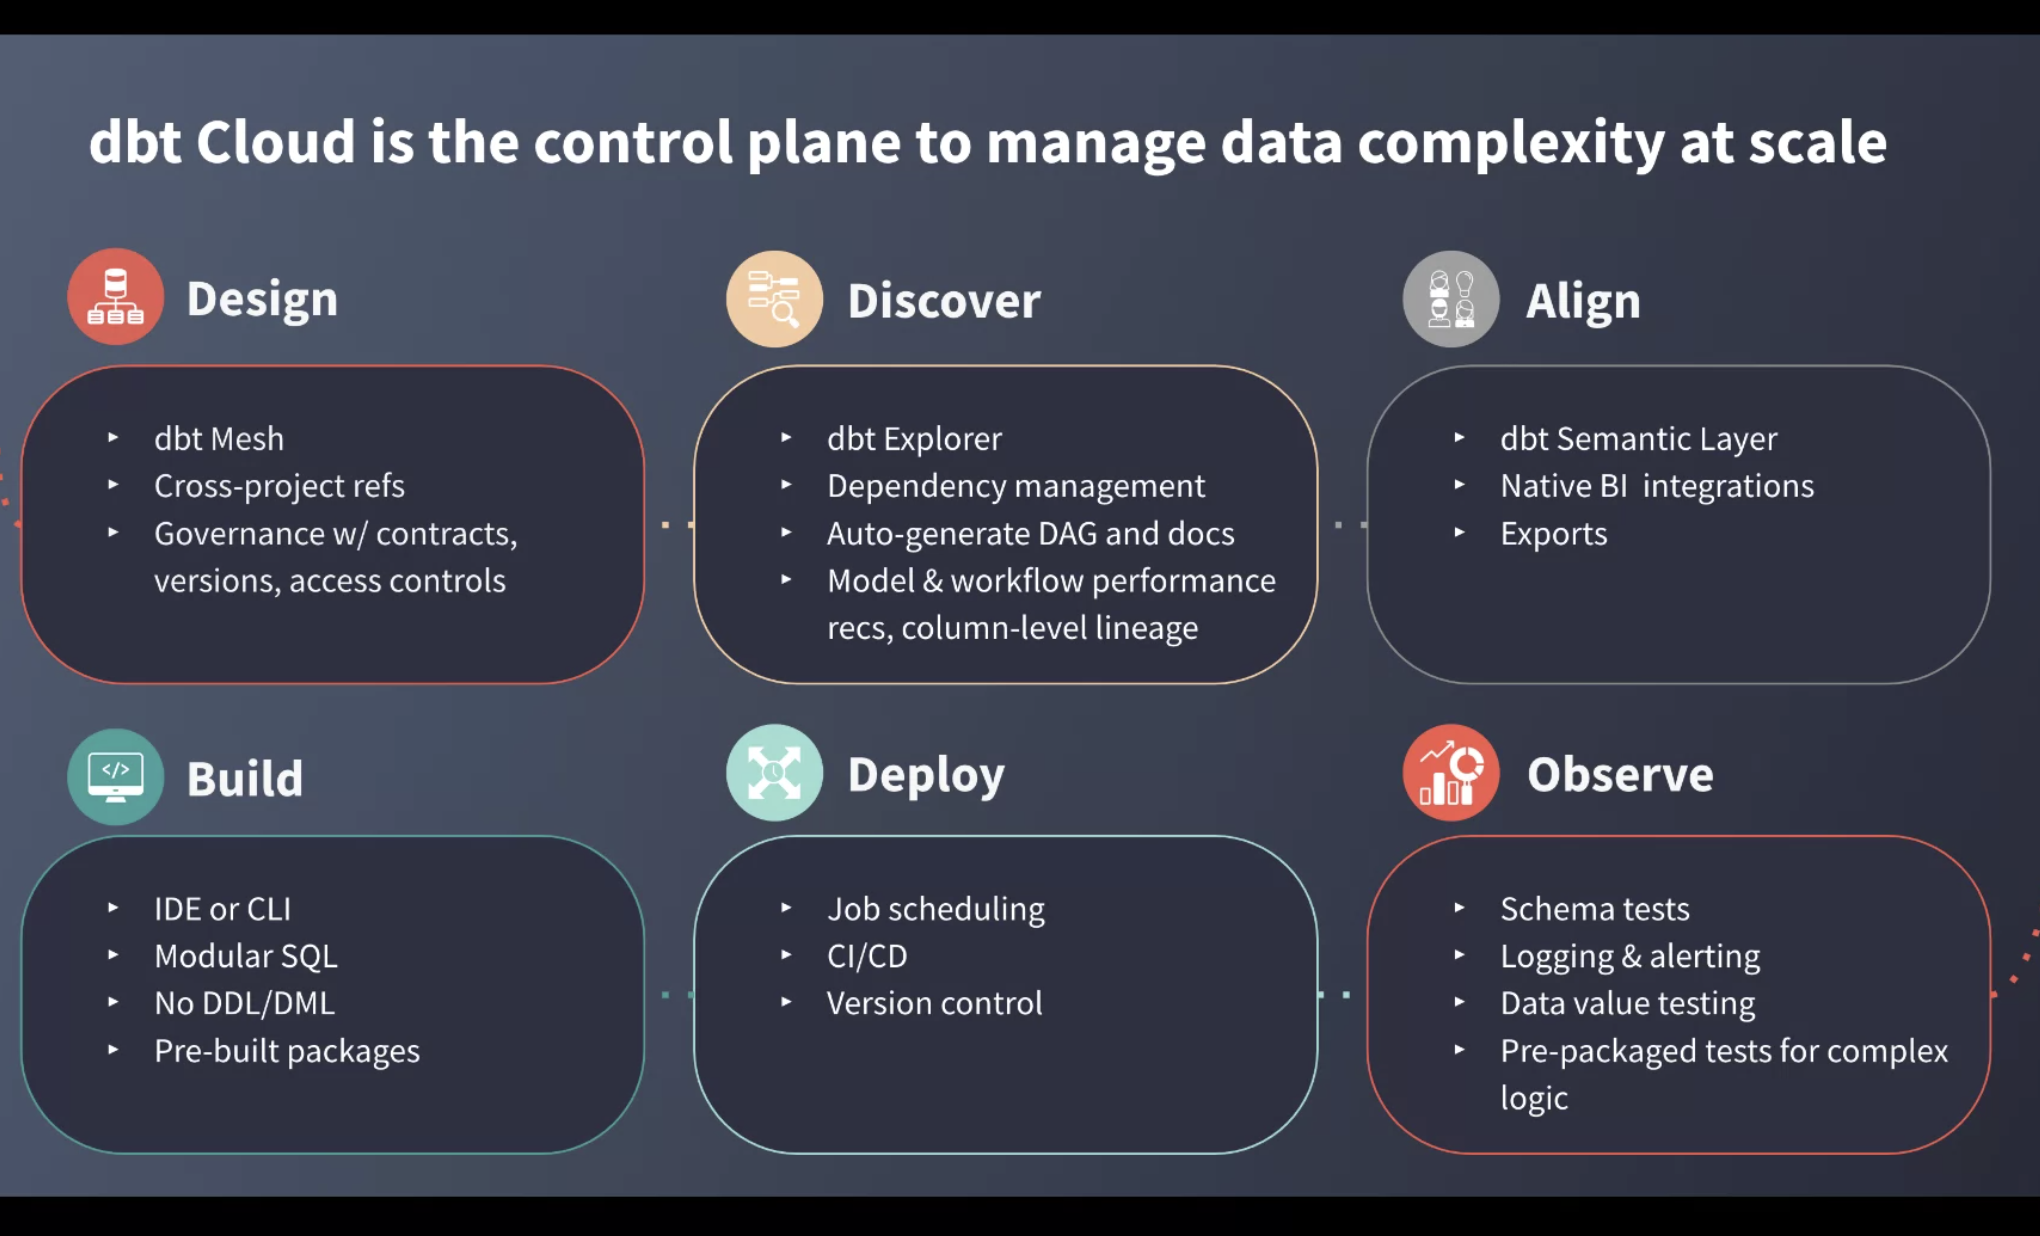 dbt Cloud is the control plane to manage data complexity at scale
Design
‣ dbt Mesh
‣ Cross-project refs
‣ Governance w/ contracts,
versions, access controls
Discover
‣ dbt Explorer
‣ Dependency management
‣ Auto-generate DAG and docs
‣ Model & workflow performance
recs, column-level lineage
Align
‣ dbt Semantic Layer
‣ Native BI  integrations
‣ Exports
Build
</>
‣ IDE or CLI
‣ Modular SQL
‣ No DDL/DML
‣ Pre-built packages
Deploy
‣ Job scheduling
‣ CI/CD
‣ Version control
Observe
‣ Schema tests
‣ Logging & alerting
‣ Data value testing
‣ Pre-packaged tests for complex
logic